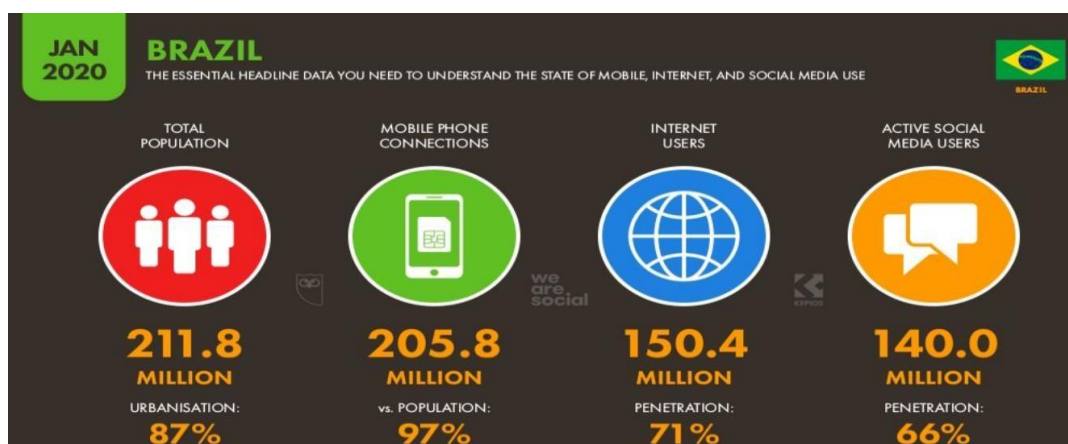 JAN
2020
BRAZIL
THE ESSENTIAL HEADLINE DATA YOU NEED TO UNDERSTAND THE STATE OF MOBILE, INTERNET, AND SOCIAL MEDIA USE
BRAZIL
TOTAL
POPULATION
MOBILE PHONE
CONNECTIONS
INTERNET
USERS
ACTIVE SOCIAL
MEDIA USERS
we
are
social
KEPIOS
211.8
MILLION
URBANISATION:
87%
205.8
MILLION
vs. POPULATION:
97%
150.4
MILLION
PENETRATION:
71%
140.0
MILLION
PENETRATION:
66%